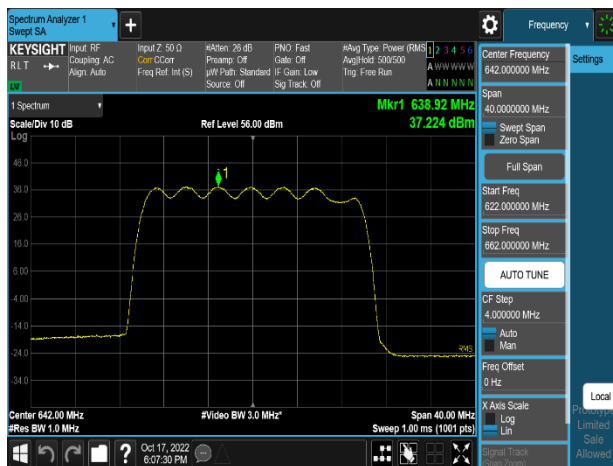 Spectrum Analyzer 1
Swept SA
+
Frequency
KEYSIGHT
RLT
LW
Input: RF
Coupling: AC
Align: Auto
Input Z: 50 Ω
Corr CCorr
Freq Ref: Int (S)
#Atten: 26 dB
Preamp: Off
µW Path: Standard
Source: Off
PNO: Fast
Gate: Off
IF Gain: Low
Sig Track: Off
#Avg Type: Power (RMS
Avg|Hold: 500/500
Trig: Free Run
1 2 3 4 5 6
A W W W W W
A N N N N N
1 Spectrum
Scale/Div 10 dB
Ref Level 56.00 dBm
Mkr1 638.92 MHz
37.224 dBm
Log
46.0
36.0
26.0
16.0
6.00
-4.00
-14.0
-24.0
-34.0
1
RMS
Center 642.00 MHz
#Res BW 1.0 MHz
#Video BW 3.0 MHz*
Span 40.00 MHz
Sweep 1.00 ms (1001 pts)
Center Frequency
642.000000 MHz
Settings
Span
40.0000000 MHz
Swept Span
Zero Span
Full Span
Start Freq
622.000000 MHz
Stop Freq
662.000000 MHz
AUTO TUNE
CF Step
4.000000 MHz
Auto
Man
Freq Offset
0 Hz
X Axis Scale
Log
Lin
Signal Track
(Span Zoom)
Local
Prototype
Limited
Sale
Allowed
?
Oct 17, 2022
6:07:30 PM